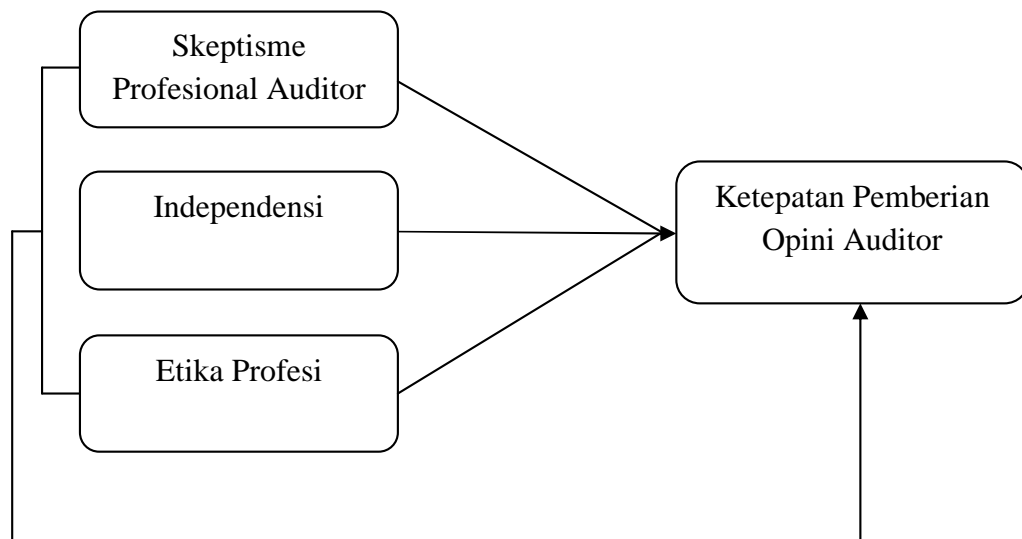 Skeptisme
Profesional Auditor
Independensi
Etika Profesi
Ketepatan Pemberian
Opini Auditor